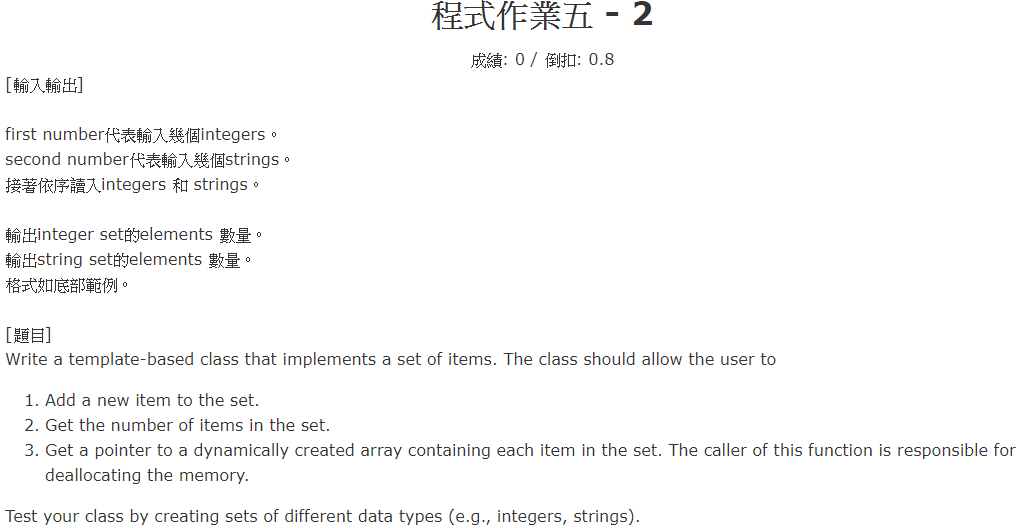 程式作業五 – 2
成績: 0 / 倒扣: 0.8
[輸入輸出]
first number代表輸入幾個integers。
second number代表輸入幾個strings。
接著依序讀入integers 和 strings。
輸出integer set的elements 數量。
輸出string set的elements 數量。
格式如底部範例。
[題目]
Write a template-based class that implements a set of items. The class should allow the user to
1. Add a new item to the set.
2. Get the number of items in the set.
3. Get a pointer to a dynamically created array containing each item in the set. The caller of this function is responsible for
deallocating the memory.
Test your class by creating sets of different data types (e.g., integers, strings).